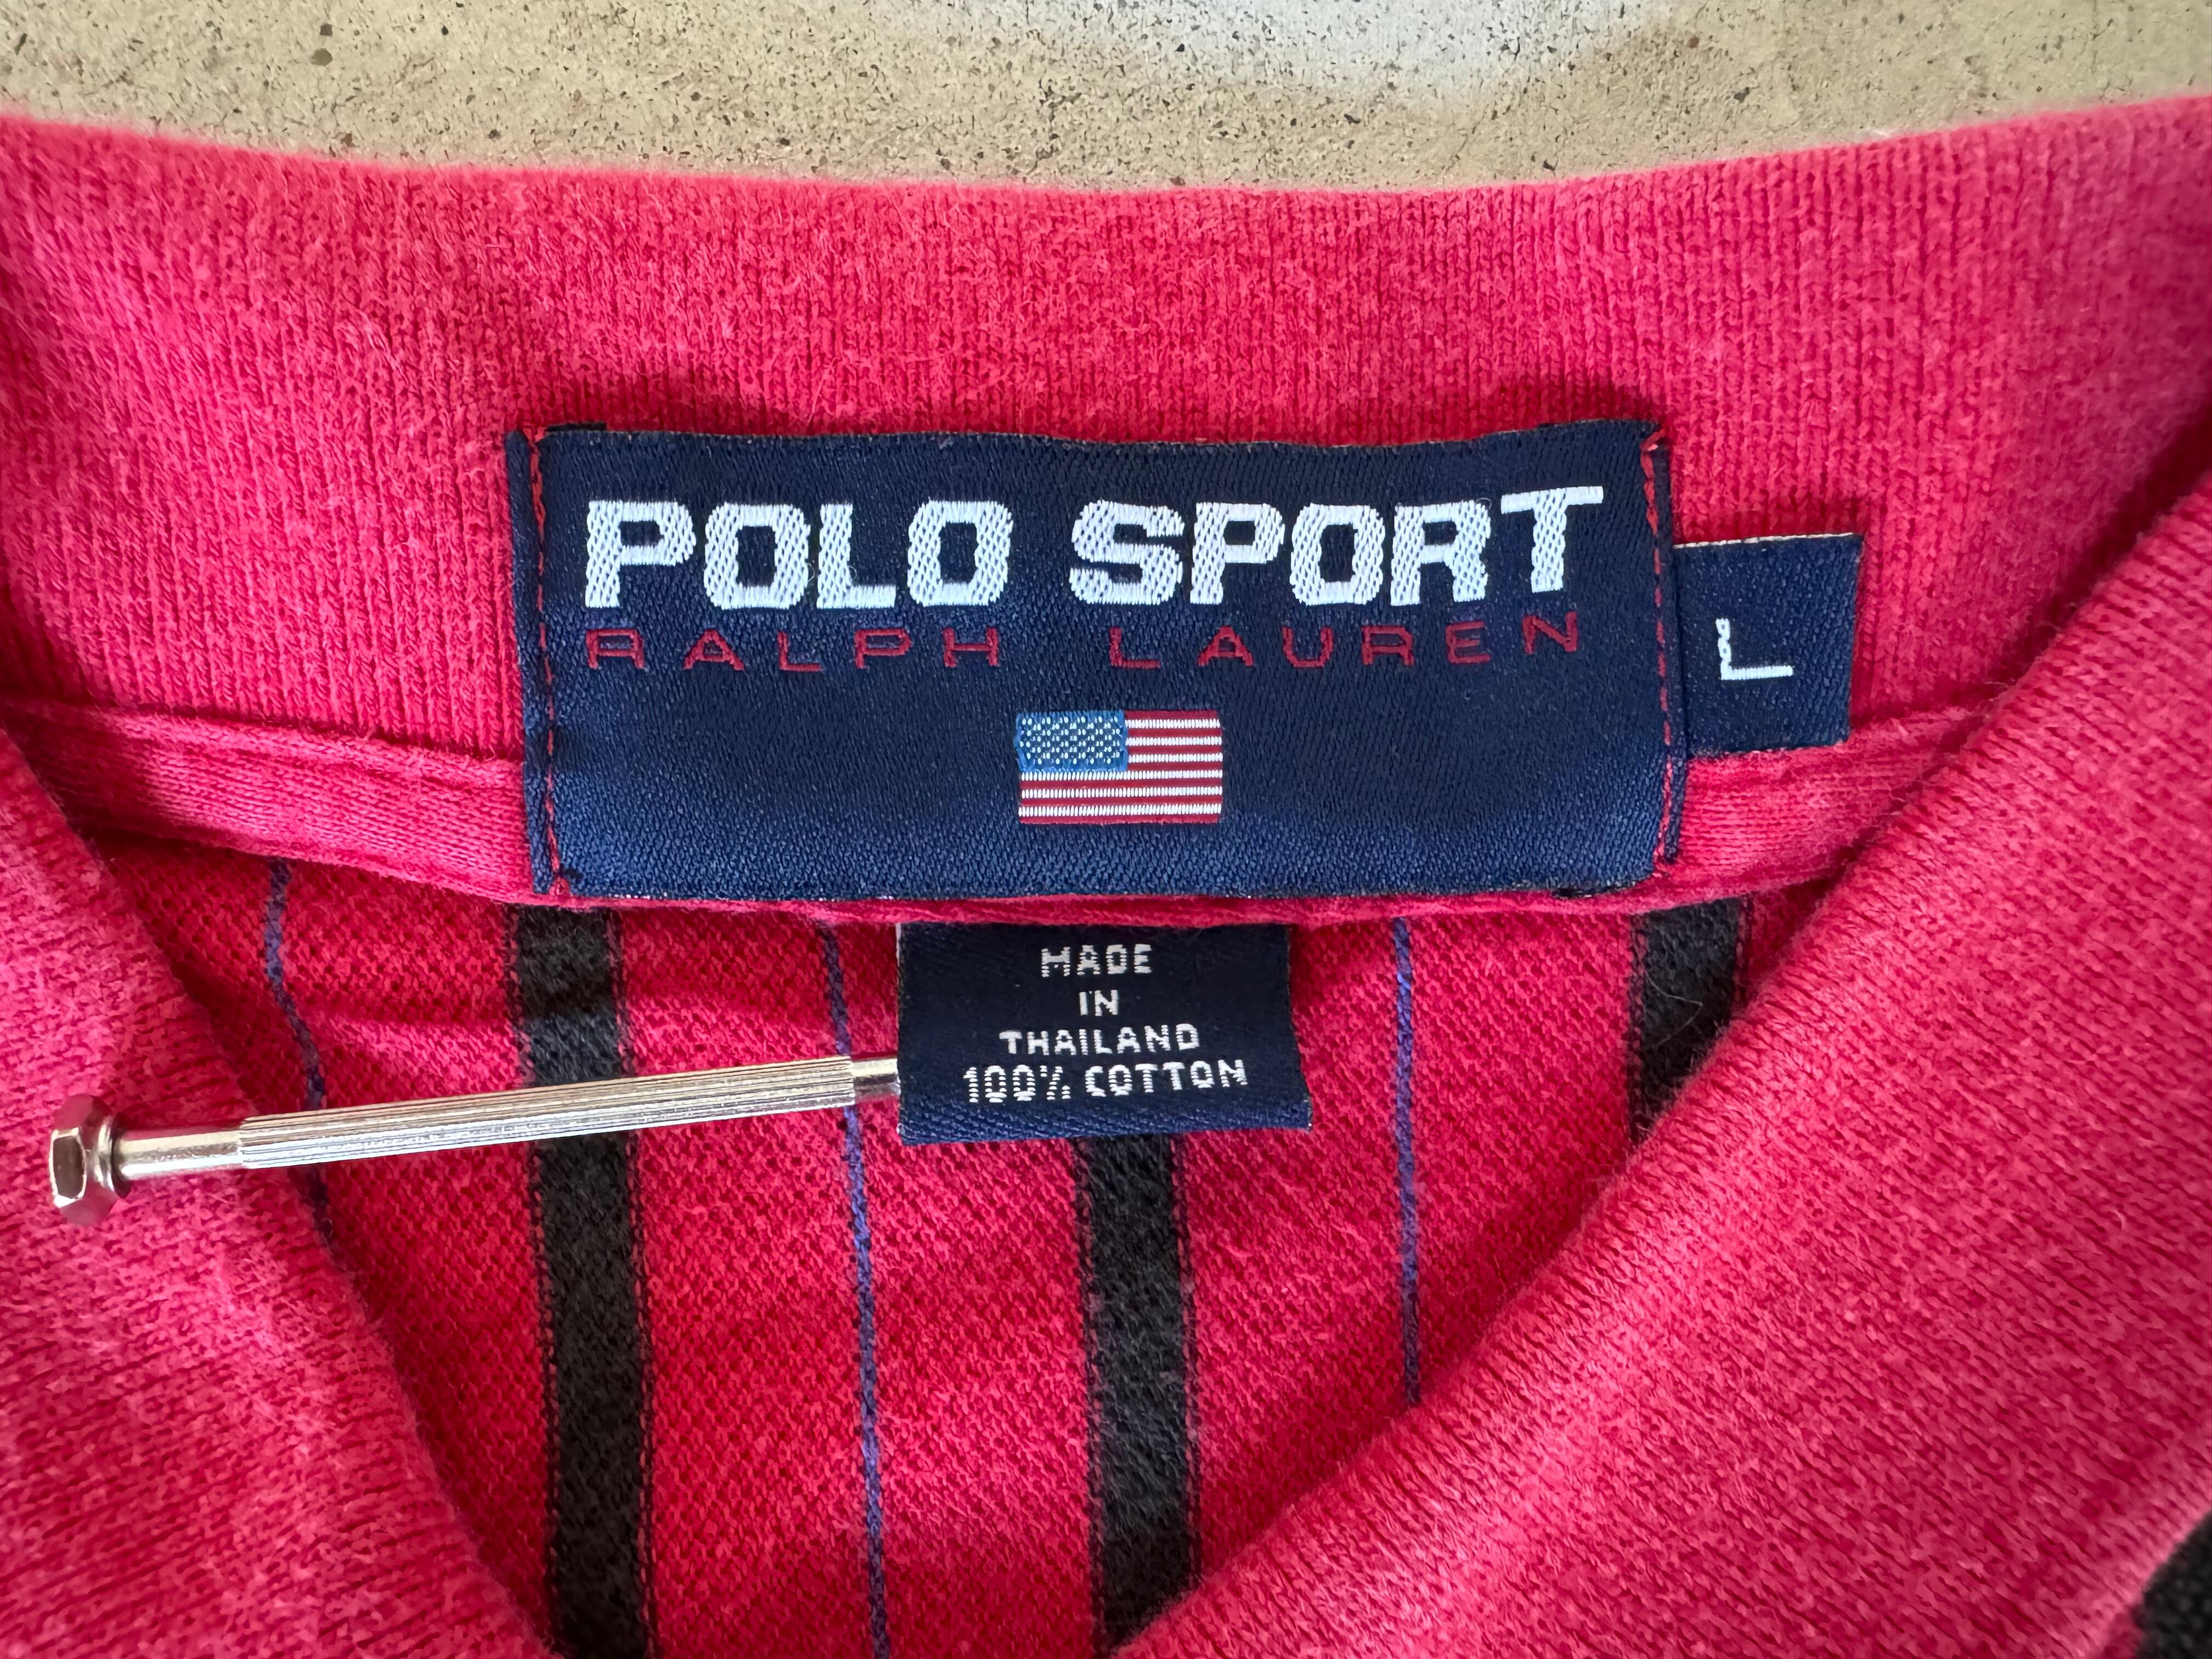 POLO SPORT
RALPH LAUREN
L
MADE
IN
THAILAND
100% COTTON